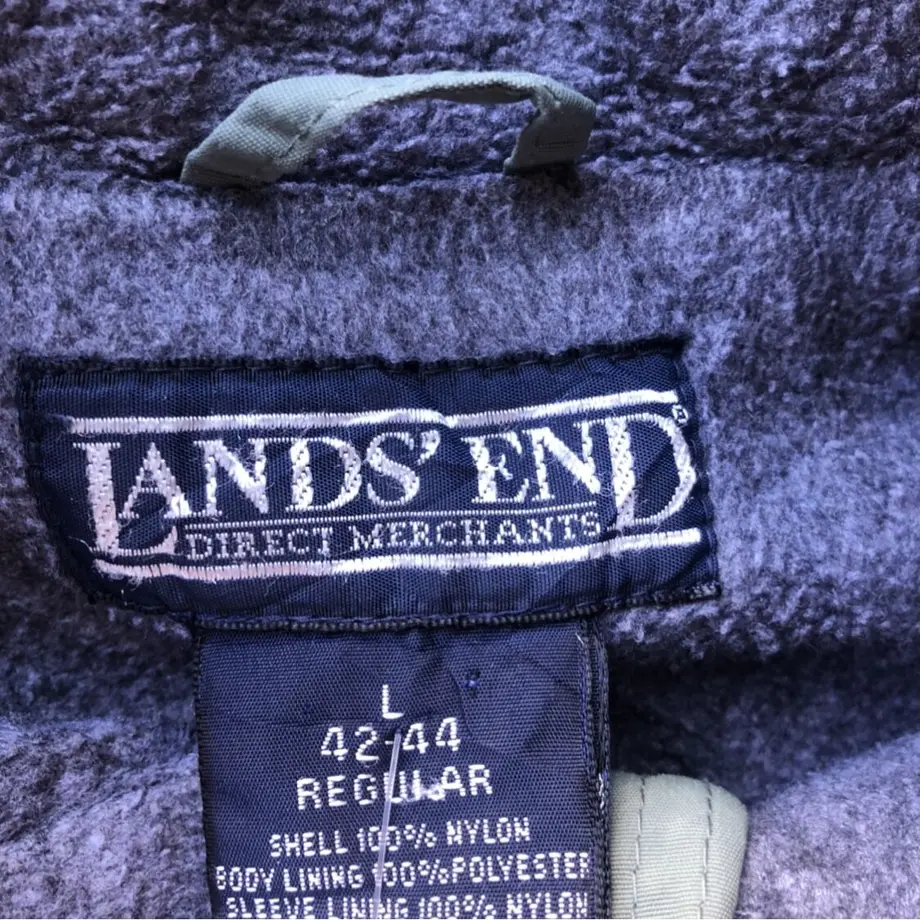 LANDS' END
DIRECT MERCHANTS
L
42-44
REGULAR
SHELL 100% NYLON
BODY LINING 100% POLYESTER
SLEEVE LINING 100% NYLON